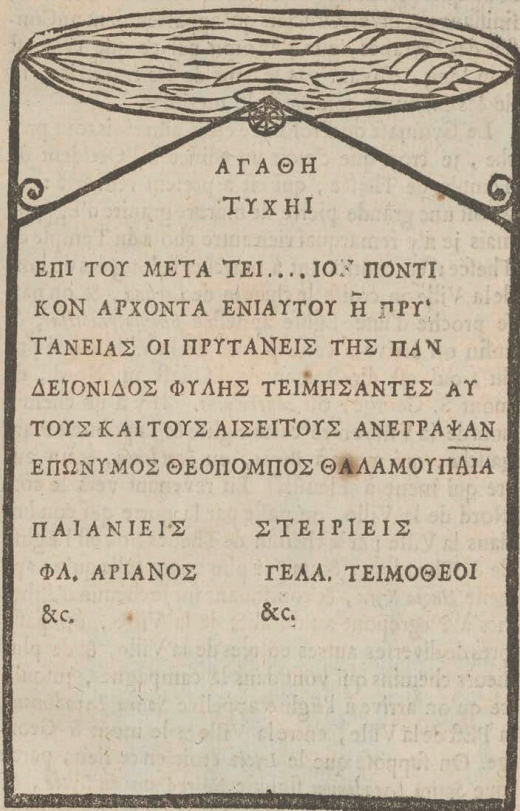 ΑΓΑΘΗ
ΤΥΧΗΙ
ΕΠΙ ΤΟΥ ΜΕΤΑ ΤΕΙ.... ΙΟΝ ΠΟΝΤΙ
ΚΟΝ ΑΡΧΟΝΤΑ ΕΝΙΑΥΤΟΥ Η ΠΡΥ
ΤΑΝΕΙΑΣ ΟΙ ΠΡΥΤΑΝΕΙΣ ΤΗΣ ΠΑΝ
ΔΕΙΟΝΙΔΟΣ ΦΥΛΗΣ ΤΕΙΜΗΣΑΝΤΕΣ ΑΥ
ΤΟΥΣ ΚΑΙ ΤΟΥΣ ΑΙΣΕΙΤΟΥΣ ΑΝΕΓΡΑΨΑΝ
ΕΠΩΝΥΜΟΣ ΘΕΟΠΟΜΠΟΣ ΘΑΛΑΜΟΥ ΠΑΙΑ
ΠΑΙΑΝΙΕΙΣ ΣΤΕΙΡΙΕΙΣ
ΦΛ. ΑΡΙΑΝΟΣ ΓΕΛΛ. ΤΕΙΜΟΘΕΟΙ
&c. &c.